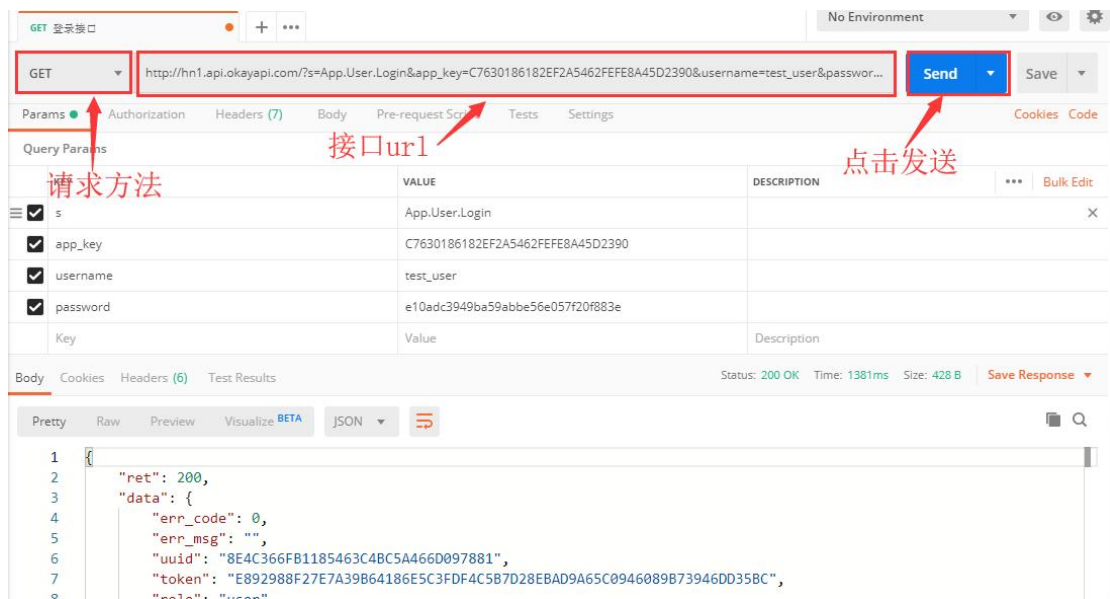 GET 登录接口
No Environment
GET http://hn1.api.okayapi.com/?s=App.User.Login&app_key=C7630186182EF2A5462FEFE8A45D2390&username=test_user&passwor... Send Save
Params Authorization Headers (7) Body Pre-request Scr Tests Settings Cookies Code
Query Params
接口url
点击发送
请求方法
KEY VALUE DESCRIPTION Bulk Edit
s App.User.Login
app_key C7630186182EF2A5462FEFE8A45D2390
username test_user
password e10adc3949ba59abbe56e057f20f883e
Key Value Description
Body Cookies Headers (6) Test Results Status: 200 OK Time: 1381ms Size: 428 B Save Response
Pretty Raw Preview Visualize BETA JSON
1 {
2 "ret": 200,
3 "data": {
4 "err_code": 0,
5 "err_msg": "",
6 "uuid": "8E4C366FB1185463C4BC5A466D097881",
7 "token": "E892988F27E7A39B64186E5C3FDF4C5B7D28EBAD9A65C0946089B73946DD35BC",
8 "role": "user"